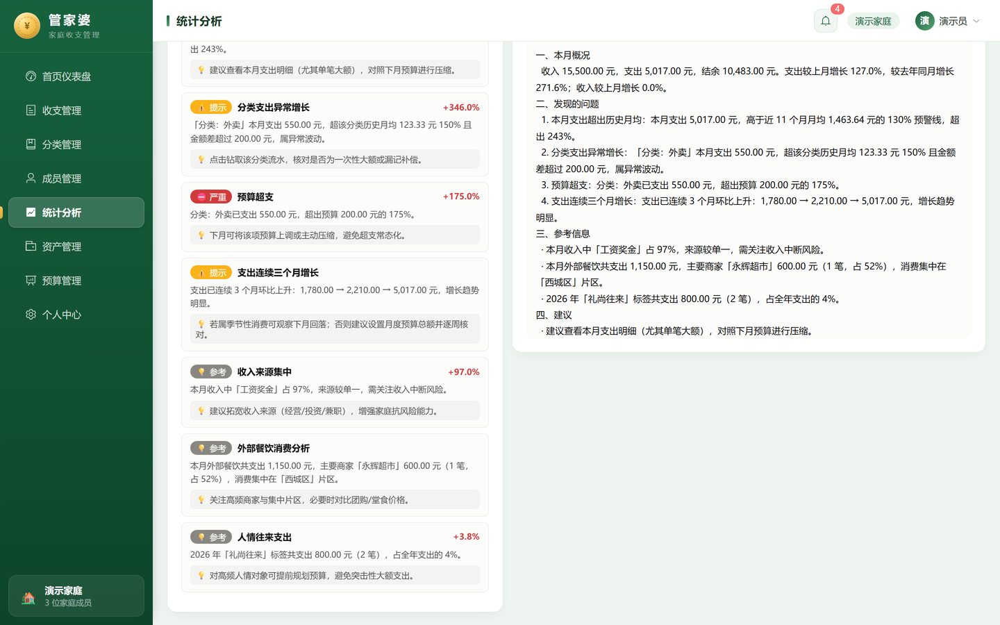 管家婆
家庭收支管理
首页仪表盘
收支管理
分类管理
成员管理
统计分析
资产管理
预算管理
个人中心
演示家庭
3 位家庭成员
统计分析
4
演示家庭
演
演示员
出 243%。
建议查看本月支出明细（尤其单笔大额），对照下月预算进行压缩。
提示
分类支出异常增长
+346.0%
「分类：外卖」本月支出 550.00 元，超该分类历史月均 123.33 元 150% 且
金额差超过 200.00 元，属异常波动。
点击钻取该分类流水，核对是否为一次性大额或漏记补偿。
严重
预算超支
+175.0%
分类：外卖已支出 550.00 元，超出预算 200.00 元的 175%。
下月可将该项预算上调或主动压缩，避免超支常态化。
提示
支出连续三个月增长
支出已连续 3 个月环比上升：1,780.00 → 2,210.00 → 5,017.00 元，增长趋势
明显。
若属季节性消费可观察下月回落；否则建议设置月度预算总额并逐周核
对。
参考
收入来源集中
+97.0%
本月收入中「工资奖金」占 97%，来源较单一，需关注收入中断风险。
建议拓宽收入来源（经营/投资/兼职），增强家庭抗风险能力。
参考
外部餐饮消费分析
本月外部餐饮共支出 1,150.00 元，主要商家「永辉超市」600.00 元（1 笔，
占 52%），消费集中在「西城区」片区。
关注高频商家与集中片区，必要时对比团购/堂食价格。
参考
人情往来支出
+3.8%
2026 年「礼尚往来」标签共支出 800.00 元（2 笔），占全年支出的 4%。
对高频人情对象可提前规划预算，避免突击性大额支出。
一、本月概况
收入 15,500.00 元，支出 5,017.00 元，结余 10,483.00 元。支出较上月增长 127.0%，较去年同月增长
271.6%；收入较上月增长 0.0%。
二、发现的问题
1. 本月支出超出历史月均：本月支出 5,017.00 元，高于近 11 个月月均 1,463.64 元的 130% 预警线，超
出 243%。
2. 分类支出异常增长：「分类：外卖」本月支出 550.00 元，超该分类历史月均 123.33 元 150% 且金额
差超过 200.00 元，属异常波动。
3. 预算超支：分类：外卖已支出 550.00 元，超出预算 200.00 元的 175%。
4. 支出连续三个月增长：支出已连续 3 个月环比上升：1,780.00 → 2,210.00 → 5,017.00 元，增长趋势
明显。
三、参考信息
· 本月收入中「工资奖金」占 97%，来源较单一，需关注收入中断风险。
· 本月外部餐饮共支出 1,150.00 元，主要商家「永辉超市」600.00 元（1 笔，占 52%），消费集中在
「西城区」片区。
· 2026 年「礼尚往来」标签共支出 800.00 元（2 笔），占全年支出的 4%。
四、建议
· 建议查看本月支出明细（尤其单笔大额），对照下月预算进行压缩。